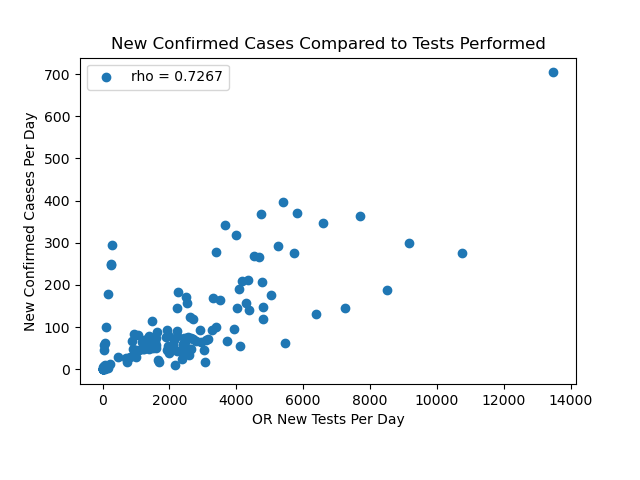 New Confirmed Cases Compared to Tests Performed
rho = 0.7267
700
600
500
400
300
200
100
0
New Confirmed Caeses Per Day
0 2000 4000 6000 8000 10000 12000 14000
OR New Tests Per Day